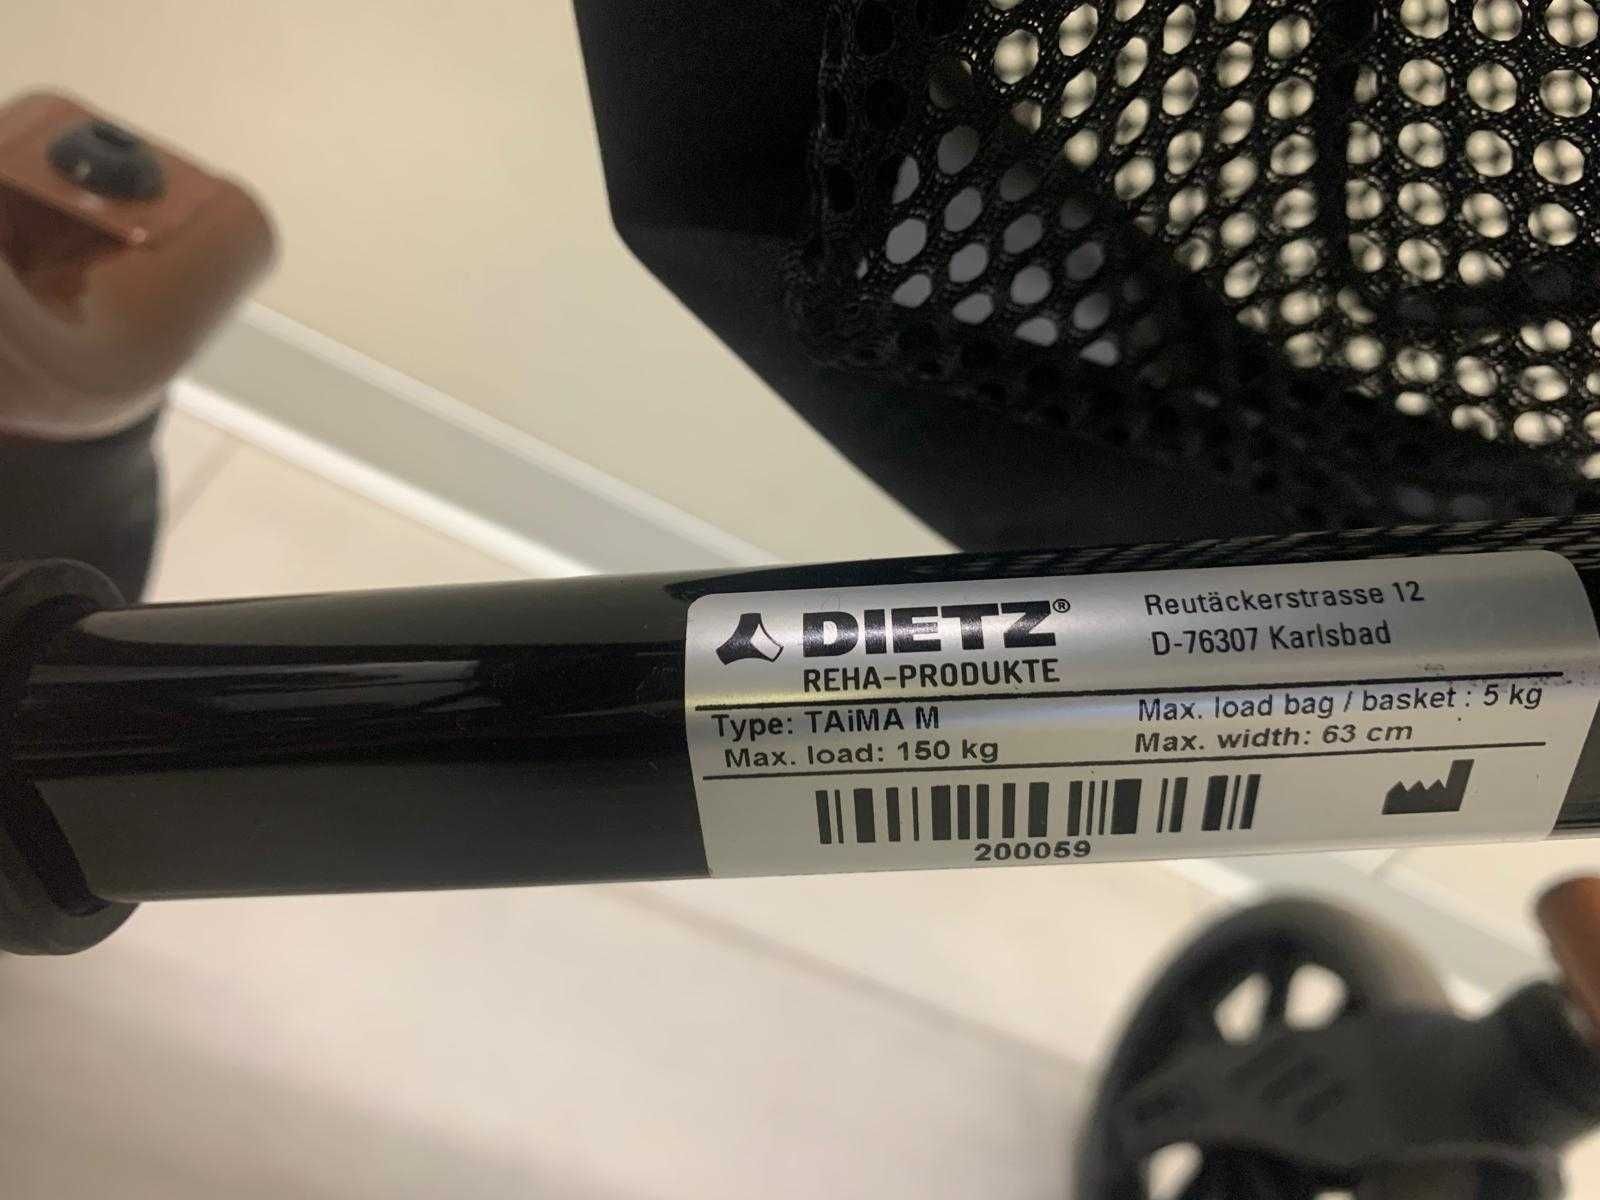 DIETZ®
REHA-PRODUKTE
Reutäckerstrasse 12
D-76307 Karlsbad
Type: TAiMA M
Max. load: 150 kg
Max. load bag / basket : 5 kg
Max. width: 63 cm
200059